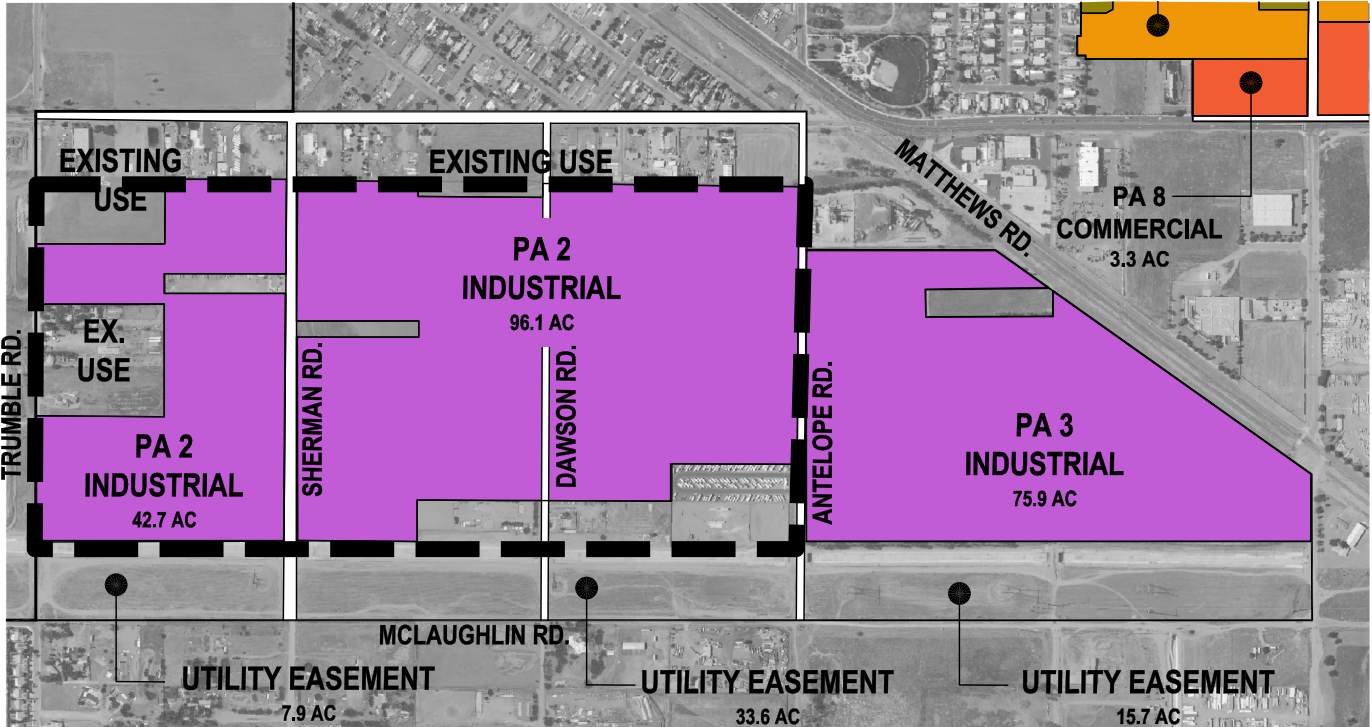 EXISTING
USE
EXISTING USE
MATTHEWS RD.
PA 8
COMMERCIAL
3.3 AC
PA 2
INDUSTRIAL
96.1 AC
EX.
USE
TRUMBLE RD.
SHERMAN RD.
DAWSON RD.
ANTELOPE RD.
PA 2
INDUSTRIAL
42.7 AC
PA 3
INDUSTRIAL
75.9 AC
MCLAUGHLIN RD.
UTILITY EASEMENT
7.9 AC
UTILITY EASEMENT
33.6 AC
UTILITY EASEMENT
15.7 AC